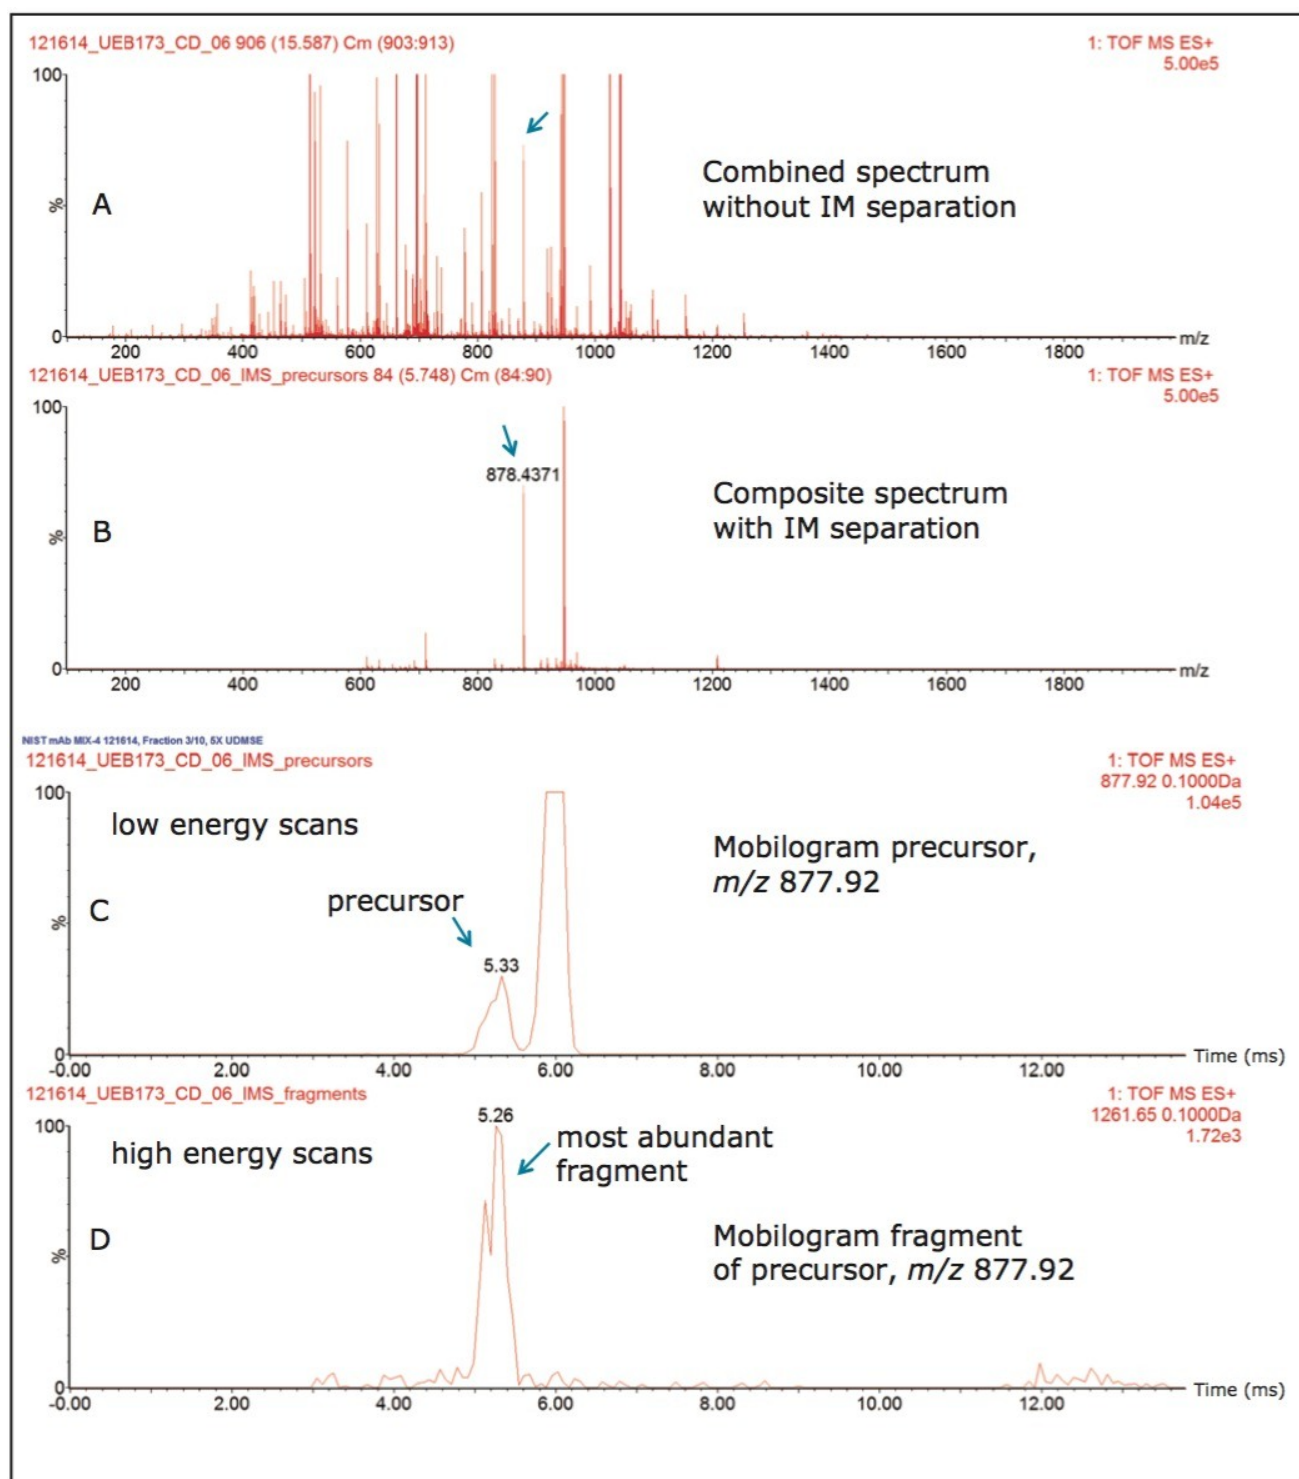 121614_UEB173_CD_06 906 (15.587) Cm (903:913)
1: TOF MS ES+
5.00e5
100
%
0
A
Combined spectrum
without IM separation
200 400 600 800 1000 1200 1400 1600 1800 m/z
121614_UEB173_CD_06_IMS_precursors 84 (5.748) Cm (84:90)
1: TOF MS ES+
5.00e5
100
%
0
B
878.4371
Composite spectrum
with IM separation
200 400 600 800 1000 1200 1400 1600 1800 m/z
NIST mAb MIX-4 121614, Fraction 3/10, 5X UDMSE
121614_UEB173_CD_06_IMS_precursors
1: TOF MS ES+
877.92 0.1000Da
1.04e5
100
%
0
low energy scans
C
precursor
5.33
Mobilogram precursor,
m/z 877.92
-0.00 2.00 4.00 6.00 8.00 10.00 12.00 Time (ms)
121614_UEB173_CD_06_IMS_fragments
1: TOF MS ES+
1261.65 0.1000Da
1.72e3
100
%
0
high energy scans
D
5.26
most abundant
fragment
Mobilogram fragment
of precursor, m/z 877.92
-0.00 2.00 4.00 6.00 8.00 10.00 12.00 Time (ms)